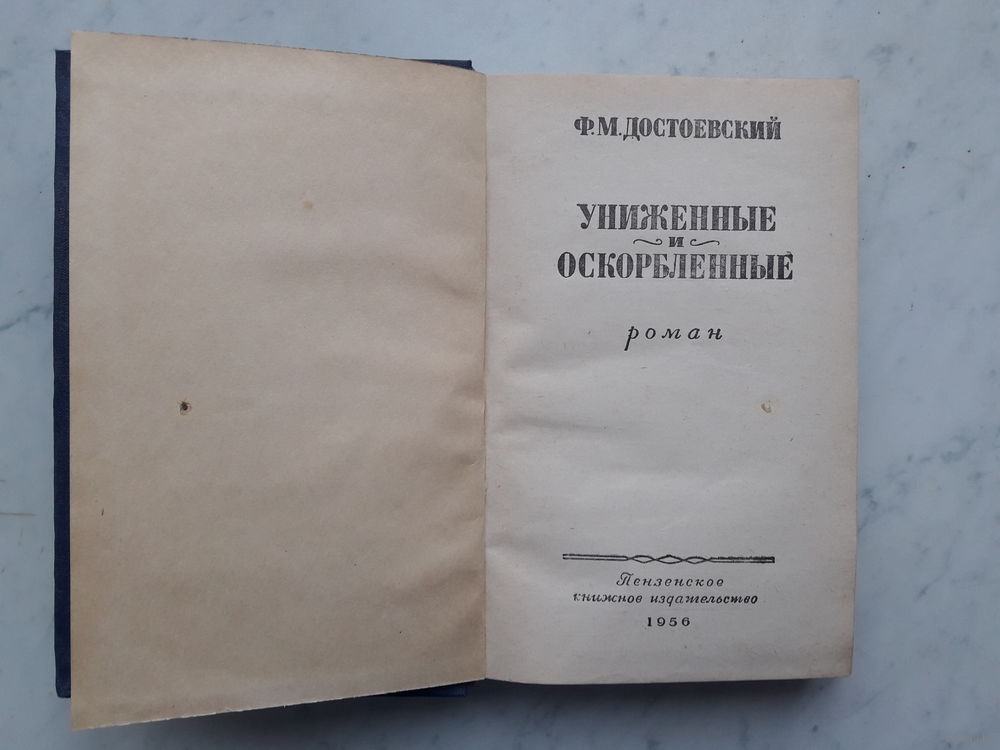 Ф. М. ДОСТОЕВСКИЙ
УНИЖЕННЫЕ
И
ОСКОРБЛЕННЫЕ
роман
Пензенское
книжное издательство
1956